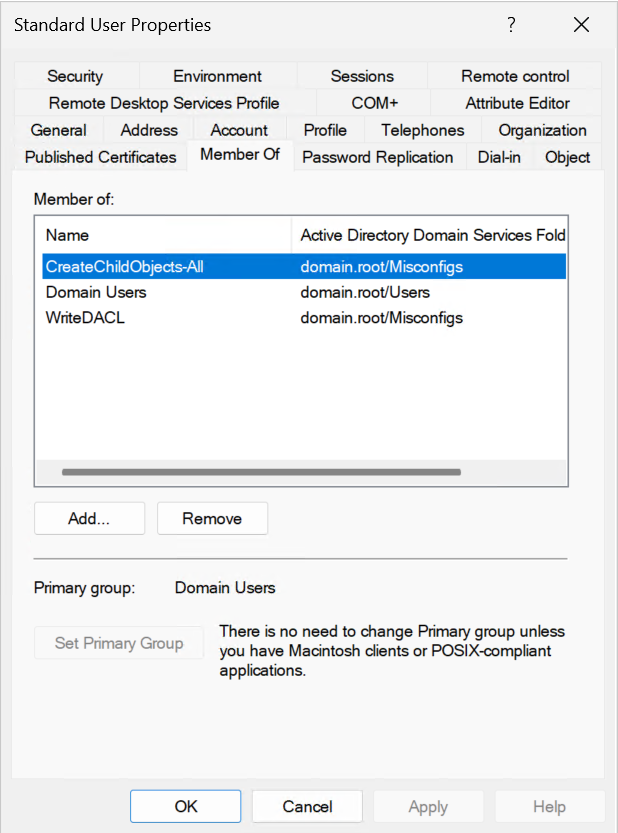 Standard User Properties ?
Security Environment Sessions Remote control
Remote Desktop Services Profile COM+ Attribute Editor
General Address Account Profile Telephones Organization
Published Certificates Member Of Password Replication Dial-in Object
Member of:
Name Active Directory Domain Services Fold
CreateChildObjects-All domain.root/Misconfigs
Domain Users domain.root/Users
WriteDACL domain.root/Misconfigs
Add... Remove
Primary group: Domain Users
Set Primary Group
There is no need to change Primary group unless
you have Macintosh clients or POSIX-compliant
applications.
OK Cancel Apply Help